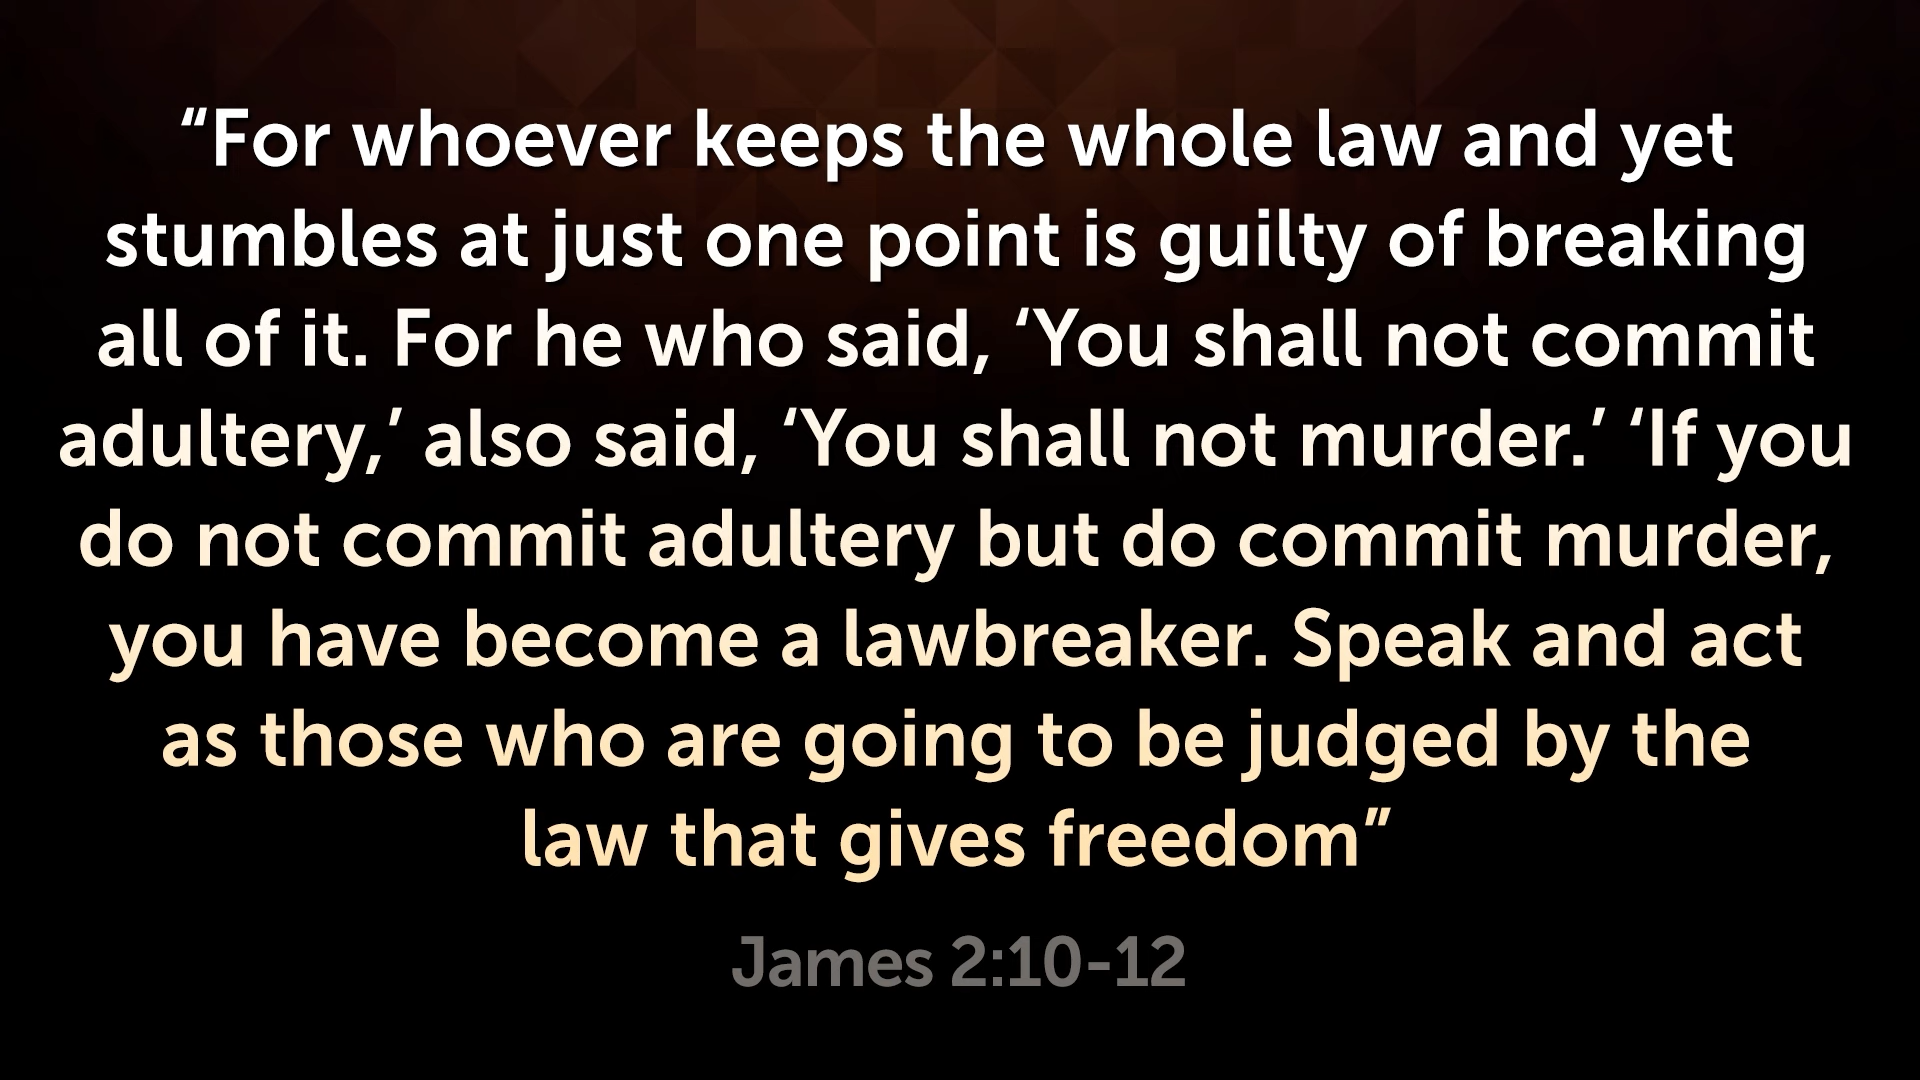 “For whoever keeps the whole law and yet
stumbles at just one point is guilty of breaking
all of it. For he who said, ‘You shall not commit
adultery,’ also said, ‘You shall not murder.’ ‘If you
do not commit adultery but do commit murder,
you have become a lawbreaker. Speak and act
as those who are going to be judged by the
law that gives freedom”
James 2:10-12